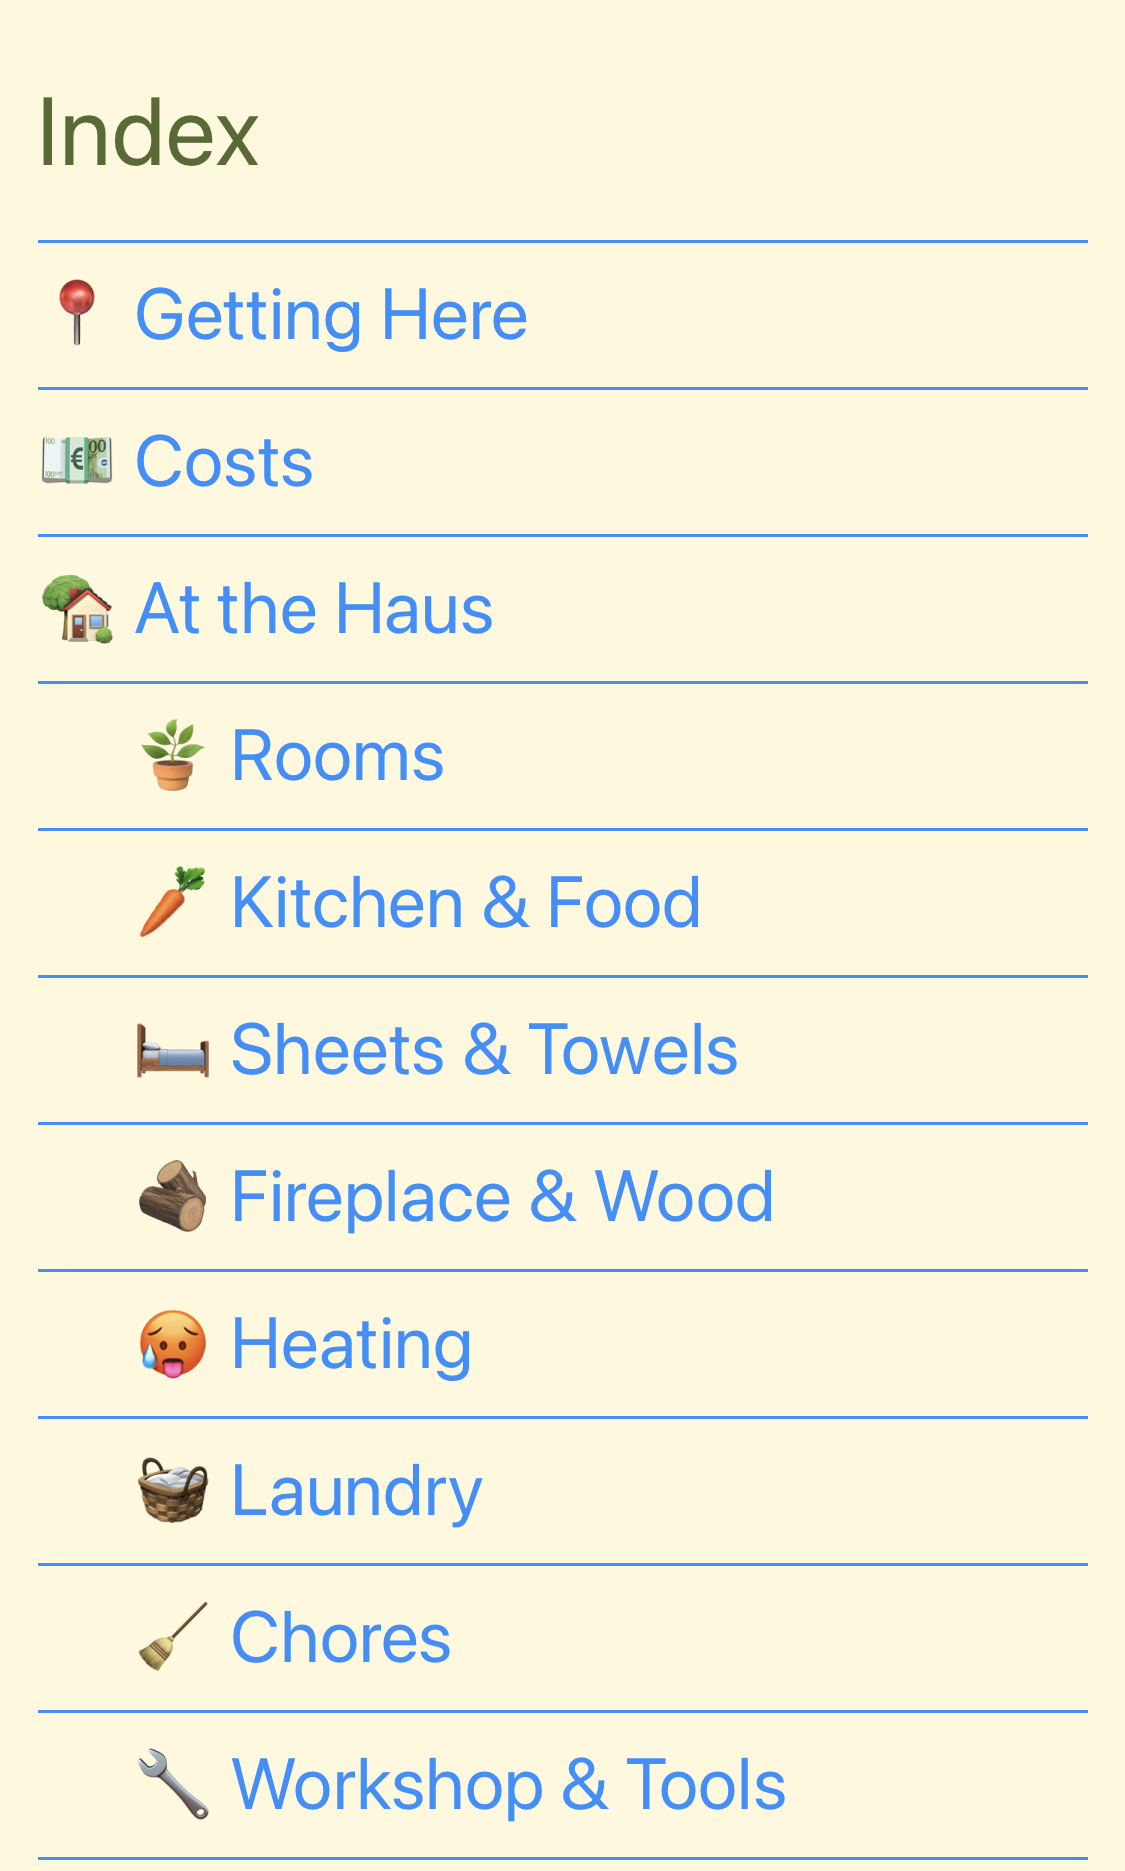 Index
Getting Here
Costs
At the Haus
Rooms
Kitchen & Food
Sheets & Towels
Fireplace & Wood
Heating
Laundry
Chores
Workshop & Tools